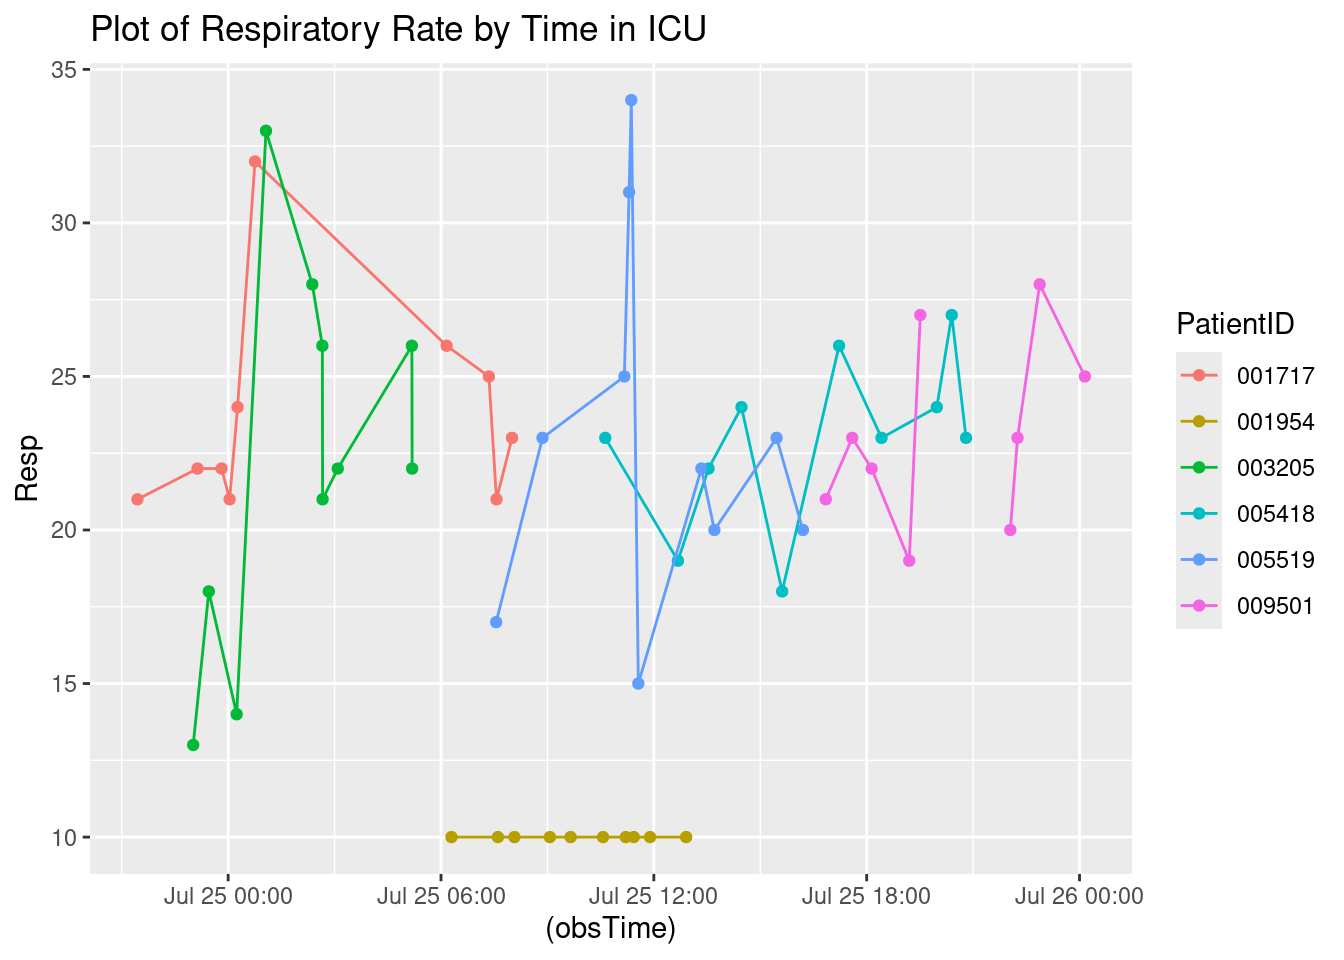 Plot of Respiratory Rate by Time in ICU
Resp
35
30
25
20
15
10
Jul 25 00:00
Jul 25 06:00
Jul 25 12:00
Jul 25 18:00
Jul 26 00:00
(obsTime)
PatientID
001717
001954
003205
005418
005519
009501